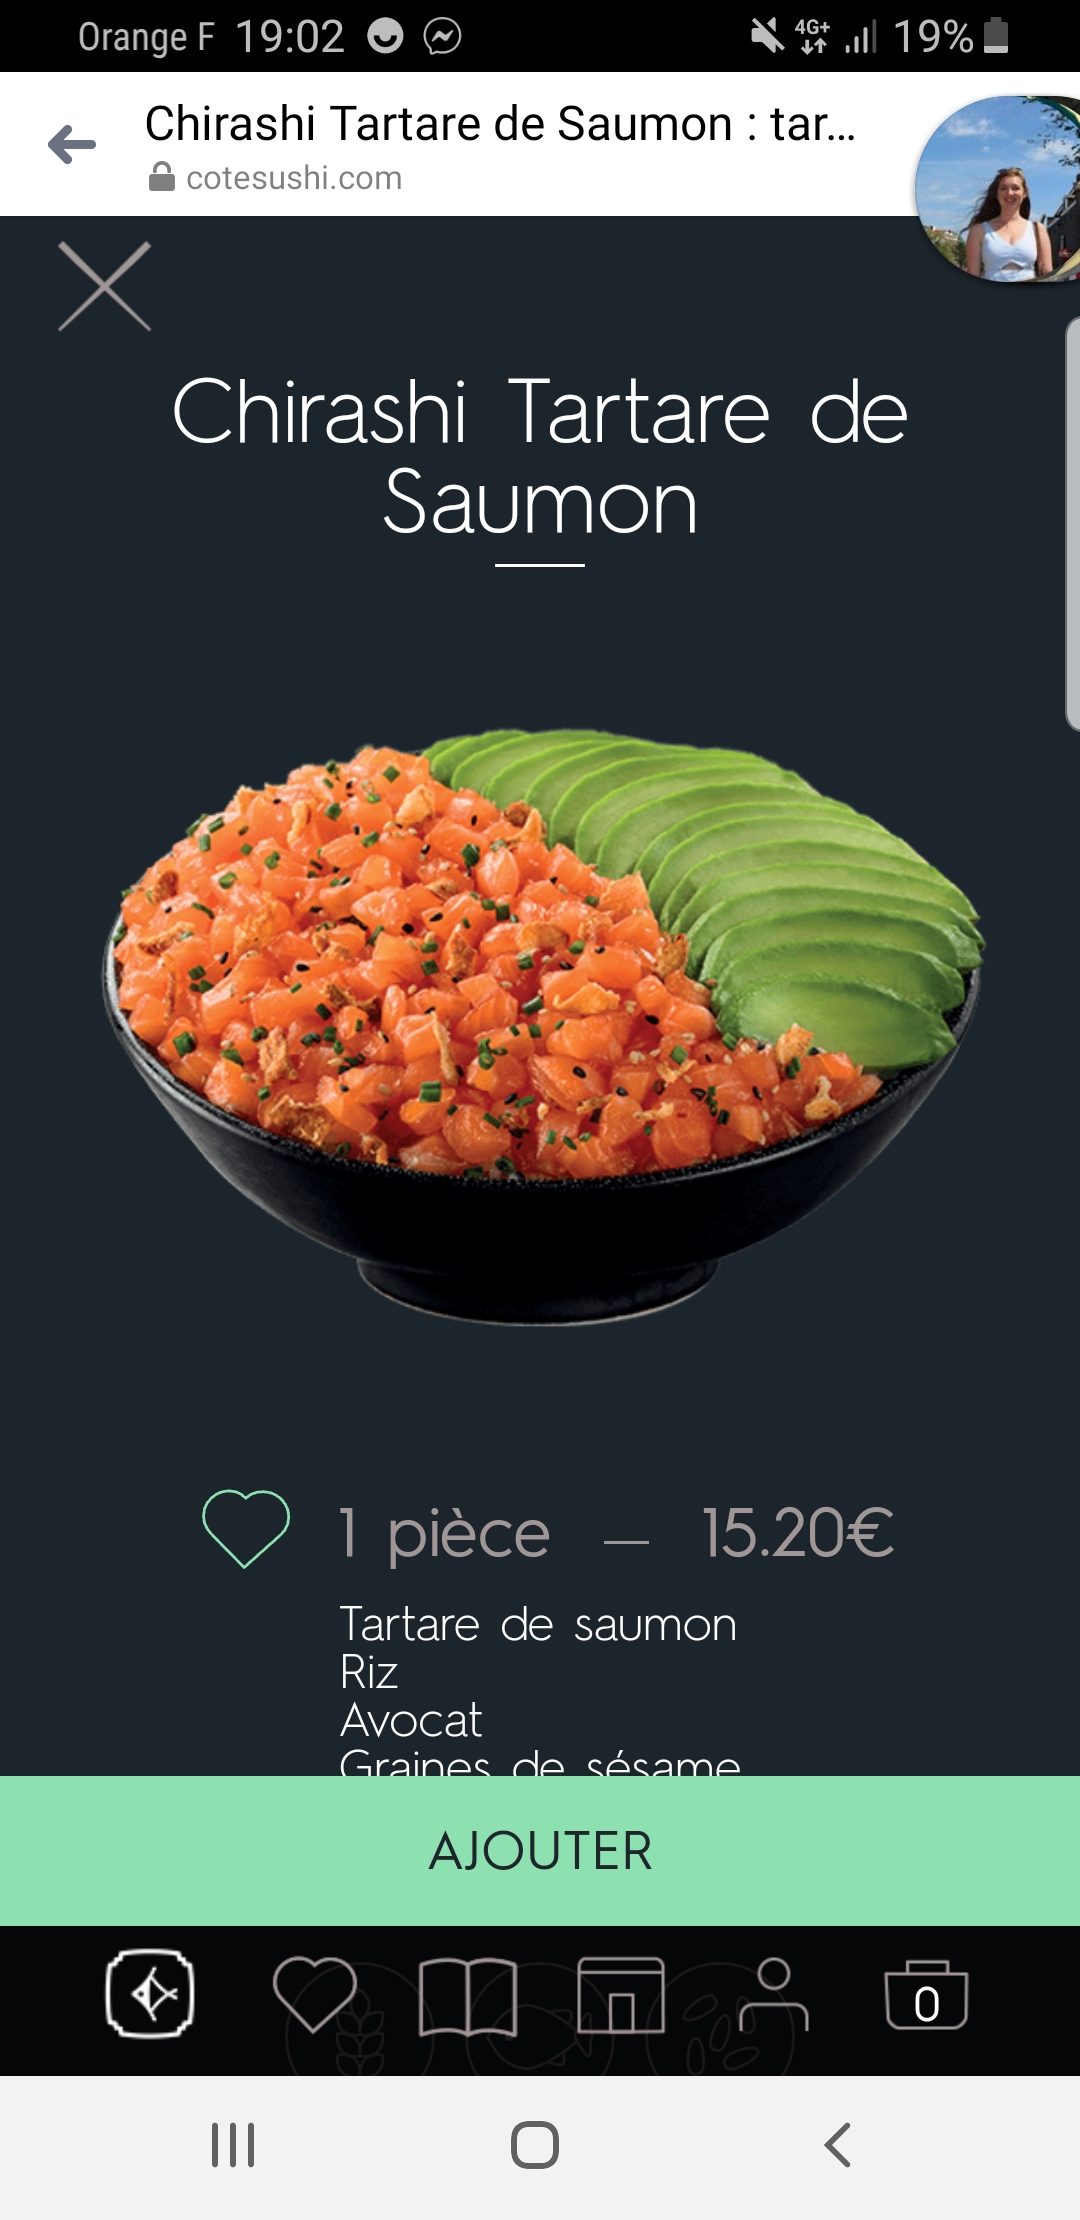 Orange F 19:02 4G+ 19%
Chirashi Tartare de Saumon : tar...
cotesushi.com
Chirashi Tartare de
Saumon
1 pièce — 15.20€
Tartare de saumon
Riz
Avocat
Graines de sésame
AJOUTER
0